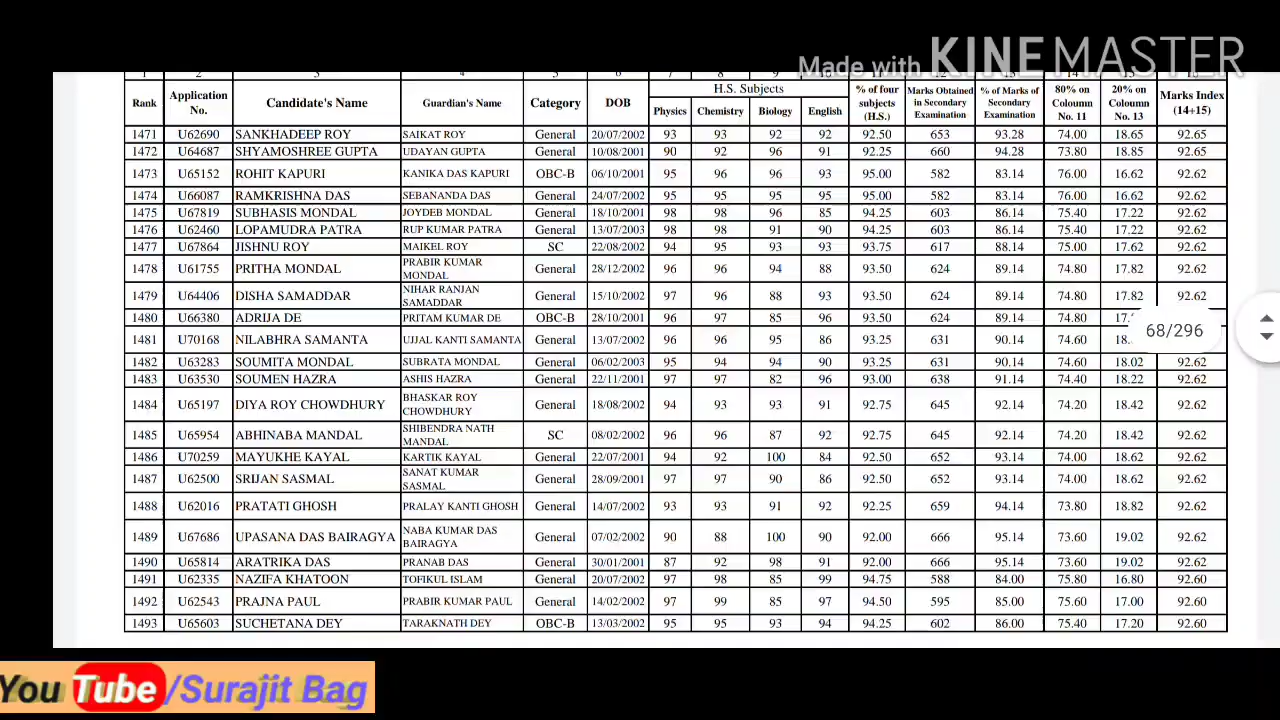 Made with KINEMASTER
1 2 3 4 5 6 7 8 9 10 11 12 13 14 15 16
Rank Application No. Candidate's Name Guardian's Name Category DOB H.S. Subjects Physics Chemistry Biology English % of four subjects (H.S.) Marks Obtained in Secondary Examination % of Marks of Secondary Examination 80% on Coloumn No. 11 20% on Coloumn No. 13 Marks Index (14+15)
1471 U62690 SANKHADEEP ROY SAIKAT ROY General 20/07/2002 93 93 92 92 92.50 653 93.28 74.00 18.65 92.65
1472 U64687 SHYAMOSHREE GUPTA UDAYAN GUPTA General 10/08/2001 90 92 96 91 92.25 660 94.28 73.80 18.85 92.65
1473 U65152 ROHIT KAPURI KANIKA DAS KAPURI OBC-B 06/10/2001 95 96 96 93 95.00 582 83.14 76.00 16.62 92.62
1474 U66087 RAMKRISHNA DAS SEBANANDA DAS General 24/07/2002 95 95 95 95 95.00 582 83.14 76.00 16.62 92.62
1475 U67819 SUBHASIS MONDAL JOYDEB MONDAL General 18/10/2001 98 98 96 85 94.25 603 86.14 75.40 17.22 92.62
1476 U62460 LOPAMUDRA PATRA RUP KUMAR PATRA General 13/07/2003 98 98 91 90 94.25 603 86.14 75.40 17.22 92.62
1477 U67864 JISHNU ROY MAIKEL ROY SC 22/08/2002 94 95 93 93 93.75 617 88.14 75.00 17.62 92.62
1478 U61755 PRITHA MONDAL PRABIR KUMAR MONDAL General 28/12/2002 96 96 94 88 93.50 624 89.14 74.80 17.82 92.62
1479 U64406 DISHA SAMADDAR NIHAR RANJAN SAMADDAR General 15/10/2002 97 96 88 93 93.50 624 89.14 74.80 17.82 92.62
1480 U66380 ADRIJA DE PRITAM KUMAR DE OBC-B 28/10/2001 96 97 85 96 93.50 624 89.14 74.80 17.
1481 U70168 NILABHRA SAMANTA UJJAL KANTI SAMANTA General 13/07/2002 96 96 95 86 93.25 631 90.14 74.60 18.
68/296
1482 U63283 SOUMITA MONDAL SUBRATA MONDAL General 06/02/2003 95 94 94 90 93.25 631 90.14 74.60 18.02 92.62
1483 U63530 SOUMEN HAZRA ASHIS HAZRA General 22/11/2001 97 97 82 96 93.00 638 91.14 74.40 18.22 92.62
1484 U65197 DIYA ROY CHOWDHURY BHASKAR ROY CHOWDHURY General 18/08/2002 94 93 93 91 92.75 645 92.14 74.20 18.42 92.62
1485 U65954 ABHINABA MANDAL SHIBENDRA NATH MANDAL SC 08/02/2002 96 96 87 92 92.75 645 92.14 74.20 18.42 92.62
1486 U70259 MAYUKHE KAYAL KARTIK KAYAL General 22/07/2001 94 92 100 84 92.50 652 93.14 74.00 18.62 92.62
1487 U62500 SRIJAN SASMAL SANAT KUMAR SASMAL General 28/09/2001 97 97 90 86 92.50 652 93.14 74.00 18.62 92.62
1488 U62016 PRATATI GHOSH PRALAY KANTI GHOSH General 14/07/2002 93 93 91 92 92.25 659 94.14 73.80 18.82 92.62
1489 U67686 UPASANA DAS BAIRAGYA NABA KUMAR DAS BAIRAGYA General 07/02/2002 90 88 100 90 92.00 666 95.14 73.60 19.02 92.62
1490 U65814 ARATRIKA DAS PRANAB DAS General 30/01/2001 87 92 98 91 92.00 666 95.14 73.60 19.02 92.62
1491 U62335 NAZIFA KHATOON TOFIKUL ISLAM General 20/07/2002 97 98 85 99 94.75 588 84.00 75.80 16.80 92.60
1492 U62543 PRAJNA PAUL PRABIR KUMAR PAUL General 14/02/2002 97 99 85 97 94.50 595 85.00 75.60 17.00 92.60
1493 U65603 SUCHETANA DEY TARAKNATH DEY OBC-B 13/03/2002 95 95 93 94 94.25 602 86.00 75.40 17.20 92.60
You Tube/Surajit Bag